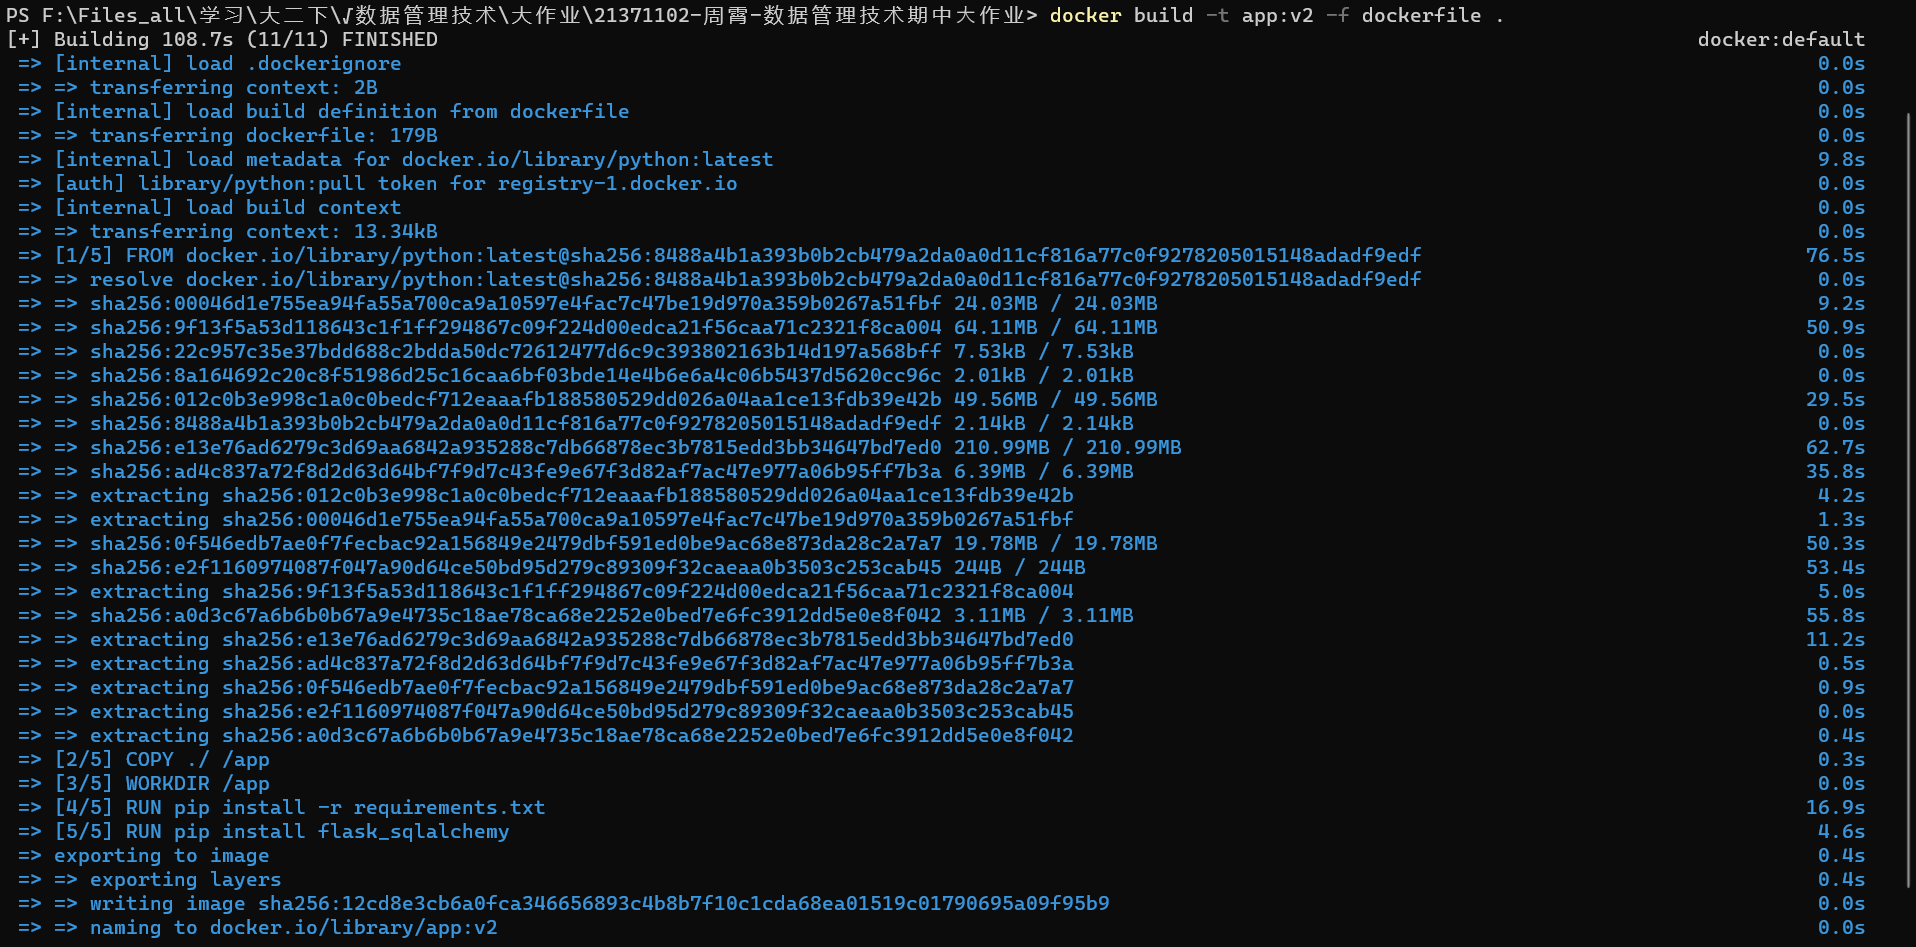 PS F:\Files_all\学习\大二下\√数据管理技术\大作业\21371102-周霄-数据管理技术期中大作业> docker build -t app:v2 -f dockerfile .
[+] Building 108.7s (11/11) FINISHED docker:default
=> [internal] load .dockerignore 0.0s
=> => transferring context: 2B 0.0s
=> [internal] load build definition from dockerfile 0.0s
=> => transferring dockerfile: 179B 0.0s
=> [internal] load metadata for docker.io/library/python:latest 9.8s
=> [auth] library/python:pull token for registry-1.docker.io 0.0s
=> [internal] load build context 0.0s
=> => transferring context: 13.34kB 0.0s
=> [1/5] FROM docker.io/library/python:latest@sha256:8488a4b1a393b0b2cb479a2da0a0d11cf816a77c0f9278205015148adadf9edf 76.5s
=> => resolve docker.io/library/python:latest@sha256:8488a4b1a393b0b2cb479a2da0a0d11cf816a77c0f9278205015148adadf9edf 0.0s
=> => sha256:00046d1e755ea94fa55a700ca9a10597e4fac7c47be19d970a359b0267a51fbf 24.03MB / 24.03MB 9.2s
=> => sha256:9f13f5a53d118643c1f1ff294867c09f224d00edca21f56caa71c2321f8ca004 64.11MB / 64.11MB 50.9s
=> => sha256:22c957c35e37bdd688c2bdda50dc72612477d6c9c393802163b14d197a568bff 7.53kB / 7.53kB 0.0s
=> => sha256:8a164692c20c8f51986d25c16caa6bf03bde14e4b6e6a4c06b5437d5620cc96c 2.01kB / 2.01kB 0.0s
=> => sha256:012c0b3e998c1a0c0bedcf712eaaafb188580529dd026a04aa1ce13fdb39e42b 49.56MB / 49.56MB 29.5s
=> => sha256:8488a4b1a393b0b2cb479a2da0a0d11cf816a77c0f9278205015148adadf9edf 2.14kB / 2.14kB 0.0s
=> => sha256:e13e76ad6279c3d69aa6842a935288c7db66878ec3b7815edd3bb34647bd7ed0 210.99MB / 210.99MB 62.7s
=> => sha256:ad4c837a72f8d2d63d64bf7f9d7c43fe9e67f3d82af7ac47e977a06b95ff7b3a 6.39MB / 6.39MB 35.8s
=> => extracting sha256:012c0b3e998c1a0c0bedcf712eaaafb188580529dd026a04aa1ce13fdb39e42b 4.2s
=> => extracting sha256:00046d1e755ea94fa55a700ca9a10597e4fac7c47be19d970a359b0267a51fbf 1.3s
=> => sha256:0f546edb7ae0f7fecbac92a156849e2479dbf591ed0be9ac68e873da28c2a7a7 19.78MB / 19.78MB 50.3s
=> => sha256:e2f1160974087f047a90d64ce50bd95d279c89309f32caeaa0b3503c253cab45 244B / 244B 53.4s
=> => extracting sha256:9f13f5a53d118643c1f1ff294867c09f224d00edca21f56caa71c2321f8ca004 5.0s
=> => sha256:a0d3c67a6b6b0b67a9e4735c18ae78ca68e2252e0bed7e6fc3912dd5e0e8f042 3.11MB / 3.11MB 55.8s
=> => extracting sha256:e13e76ad6279c3d69aa6842a935288c7db66878ec3b7815edd3bb34647bd7ed0 11.2s
=> => extracting sha256:ad4c837a72f8d2d63d64bf7f9d7c43fe9e67f3d82af7ac47e977a06b95ff7b3a 0.5s
=> => extracting sha256:0f546edb7ae0f7fecbac92a156849e2479dbf591ed0be9ac68e873da28c2a7a7 0.9s
=> => extracting sha256:e2f1160974087f047a90d64ce50bd95d279c89309f32caeaa0b3503c253cab45 0.0s
=> => extracting sha256:a0d3c67a6b6b0b67a9e4735c18ae78ca68e2252e0bed7e6fc3912dd5e0e8f042 0.4s
=> [2/5] COPY ./ /app 0.3s
=> [3/5] WORKDIR /app 0.0s
=> [4/5] RUN pip install -r requirements.txt 16.9s
=> [5/5] RUN pip install flask_sqlalchemy 4.6s
=> exporting to image 0.4s
=> => exporting layers 0.4s
=> => writing image sha256:12cd8e3cb6a0fca346656893c4b8b7f10c1cda68ea01519c01790695a09f95b9 0.0s
=> => naming to docker.io/library/app:v2 0.0s